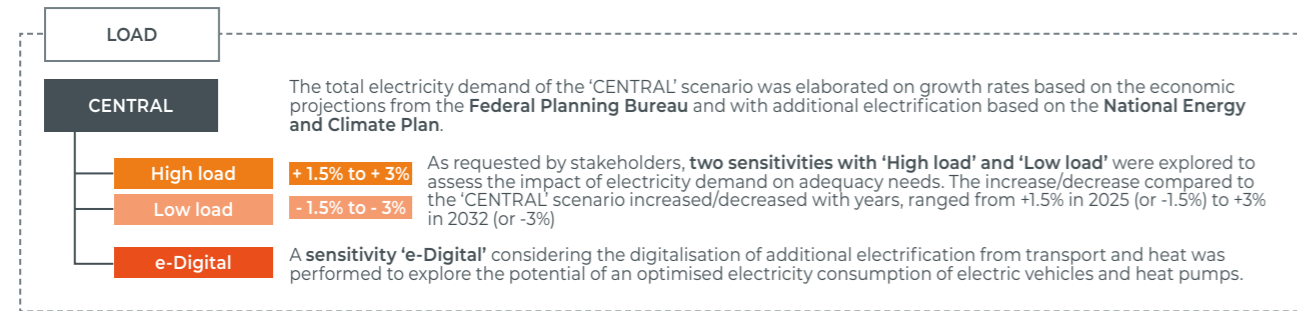 LOAD
CENTRAL
The total electricity demand of the ‘CENTRAL’ scenario was elaborated on growth rates based on the economic
projections from the Federal Planning Bureau and with additional electrification based on the National Energy
and Climate Plan.
High load
+ 1.5% to + 3%
Low load
- 1.5% to - 3%
As requested by stakeholders, two sensitivities with ‘High load’ and ‘Low load’ were explored to
assess the impact of electricity demand on adequacy needs. The increase/decrease compared to
the ‘CENTRAL’ scenario increased/decreased with years, ranged from +1.5% in 2025 (or -1.5%) to +3%
in 2032 (or -3%)
e-Digital
A sensitivity ‘e-Digital’ considering the digitalisation of additional electrification from transport and heat was
performed to explore the potential of an optimised electricity consumption of electric vehicles and heat pumps.